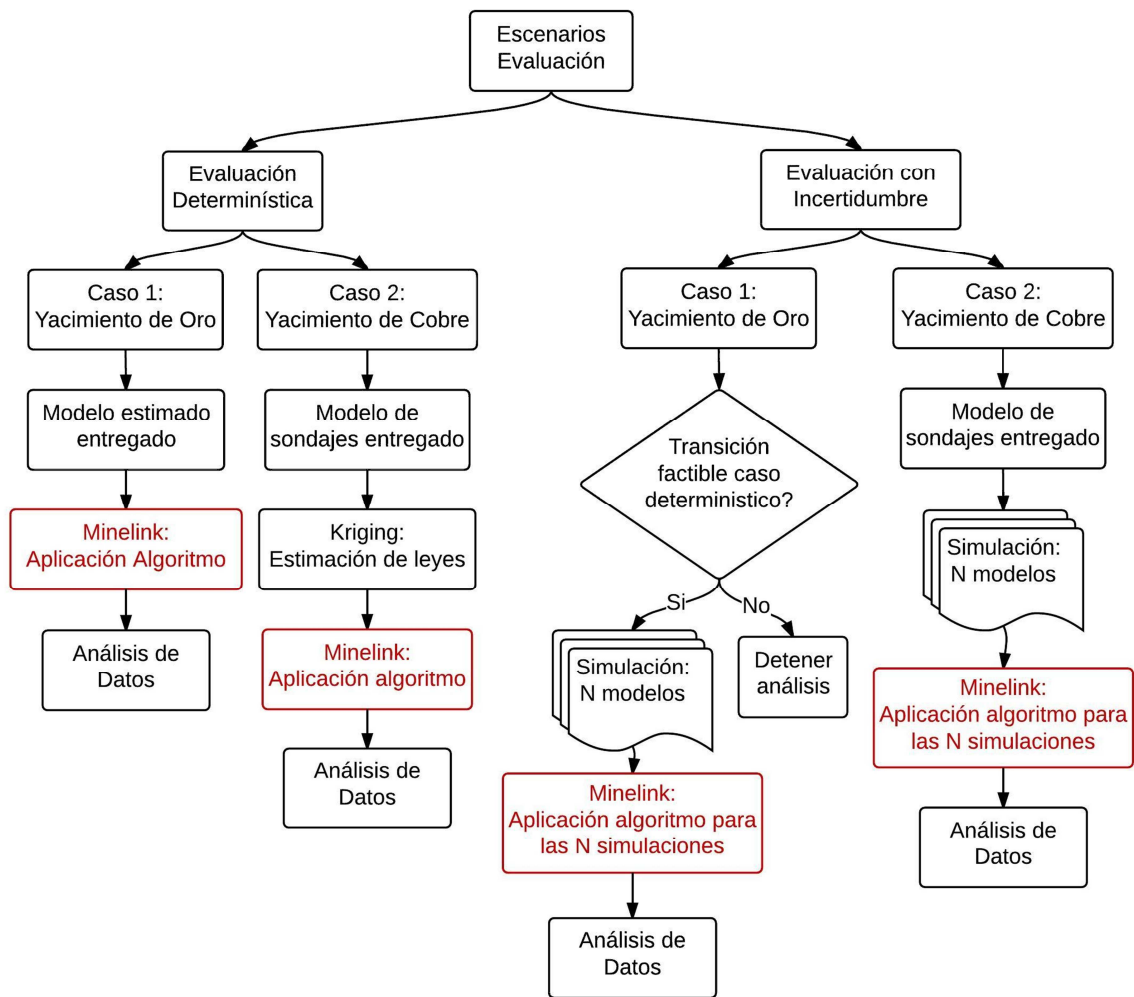 Escenarios
Evaluación
Evaluación
Determinística
Evaluación con
Incertidumbre
Caso 1:
Yacimiento de Oro
Caso 2:
Yacimiento de Cobre
Caso 1:
Yacimiento de Oro
Caso 2:
Yacimiento de Cobre
Modelo estimado
entregado
Modelo de
sondajes entregado
Transición
factible caso
deterministico?
Modelo de
sondajes entregado
Minelink:
Aplicación Algoritmo
Kriging:
Estimación de leyes
Simulación:
N modelos
Si
No
Análisis de
Datos
Minelink:
Aplicación algoritmo
Simulación:
N modelos
Detener
análisis
Minelink:
Aplicación algoritmo para
las N simulaciones
Análisis de
Datos
Minelink:
Aplicación algoritmo para
las N simulaciones
Análisis de
Datos
Análisis de
Datos